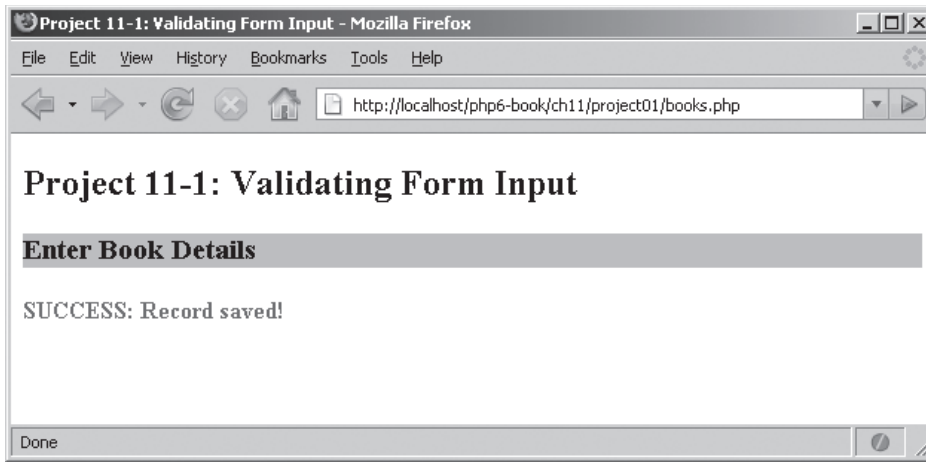 Project 11-1: Validating Form Input - Mozilla Firefox
File Edit View History Bookmarks Tools Help
http://localhost/php6-book/ch11/project01/books.php
Project 11-1: Validating Form Input
Enter Book Details
SUCCESS: Record saved!
Done